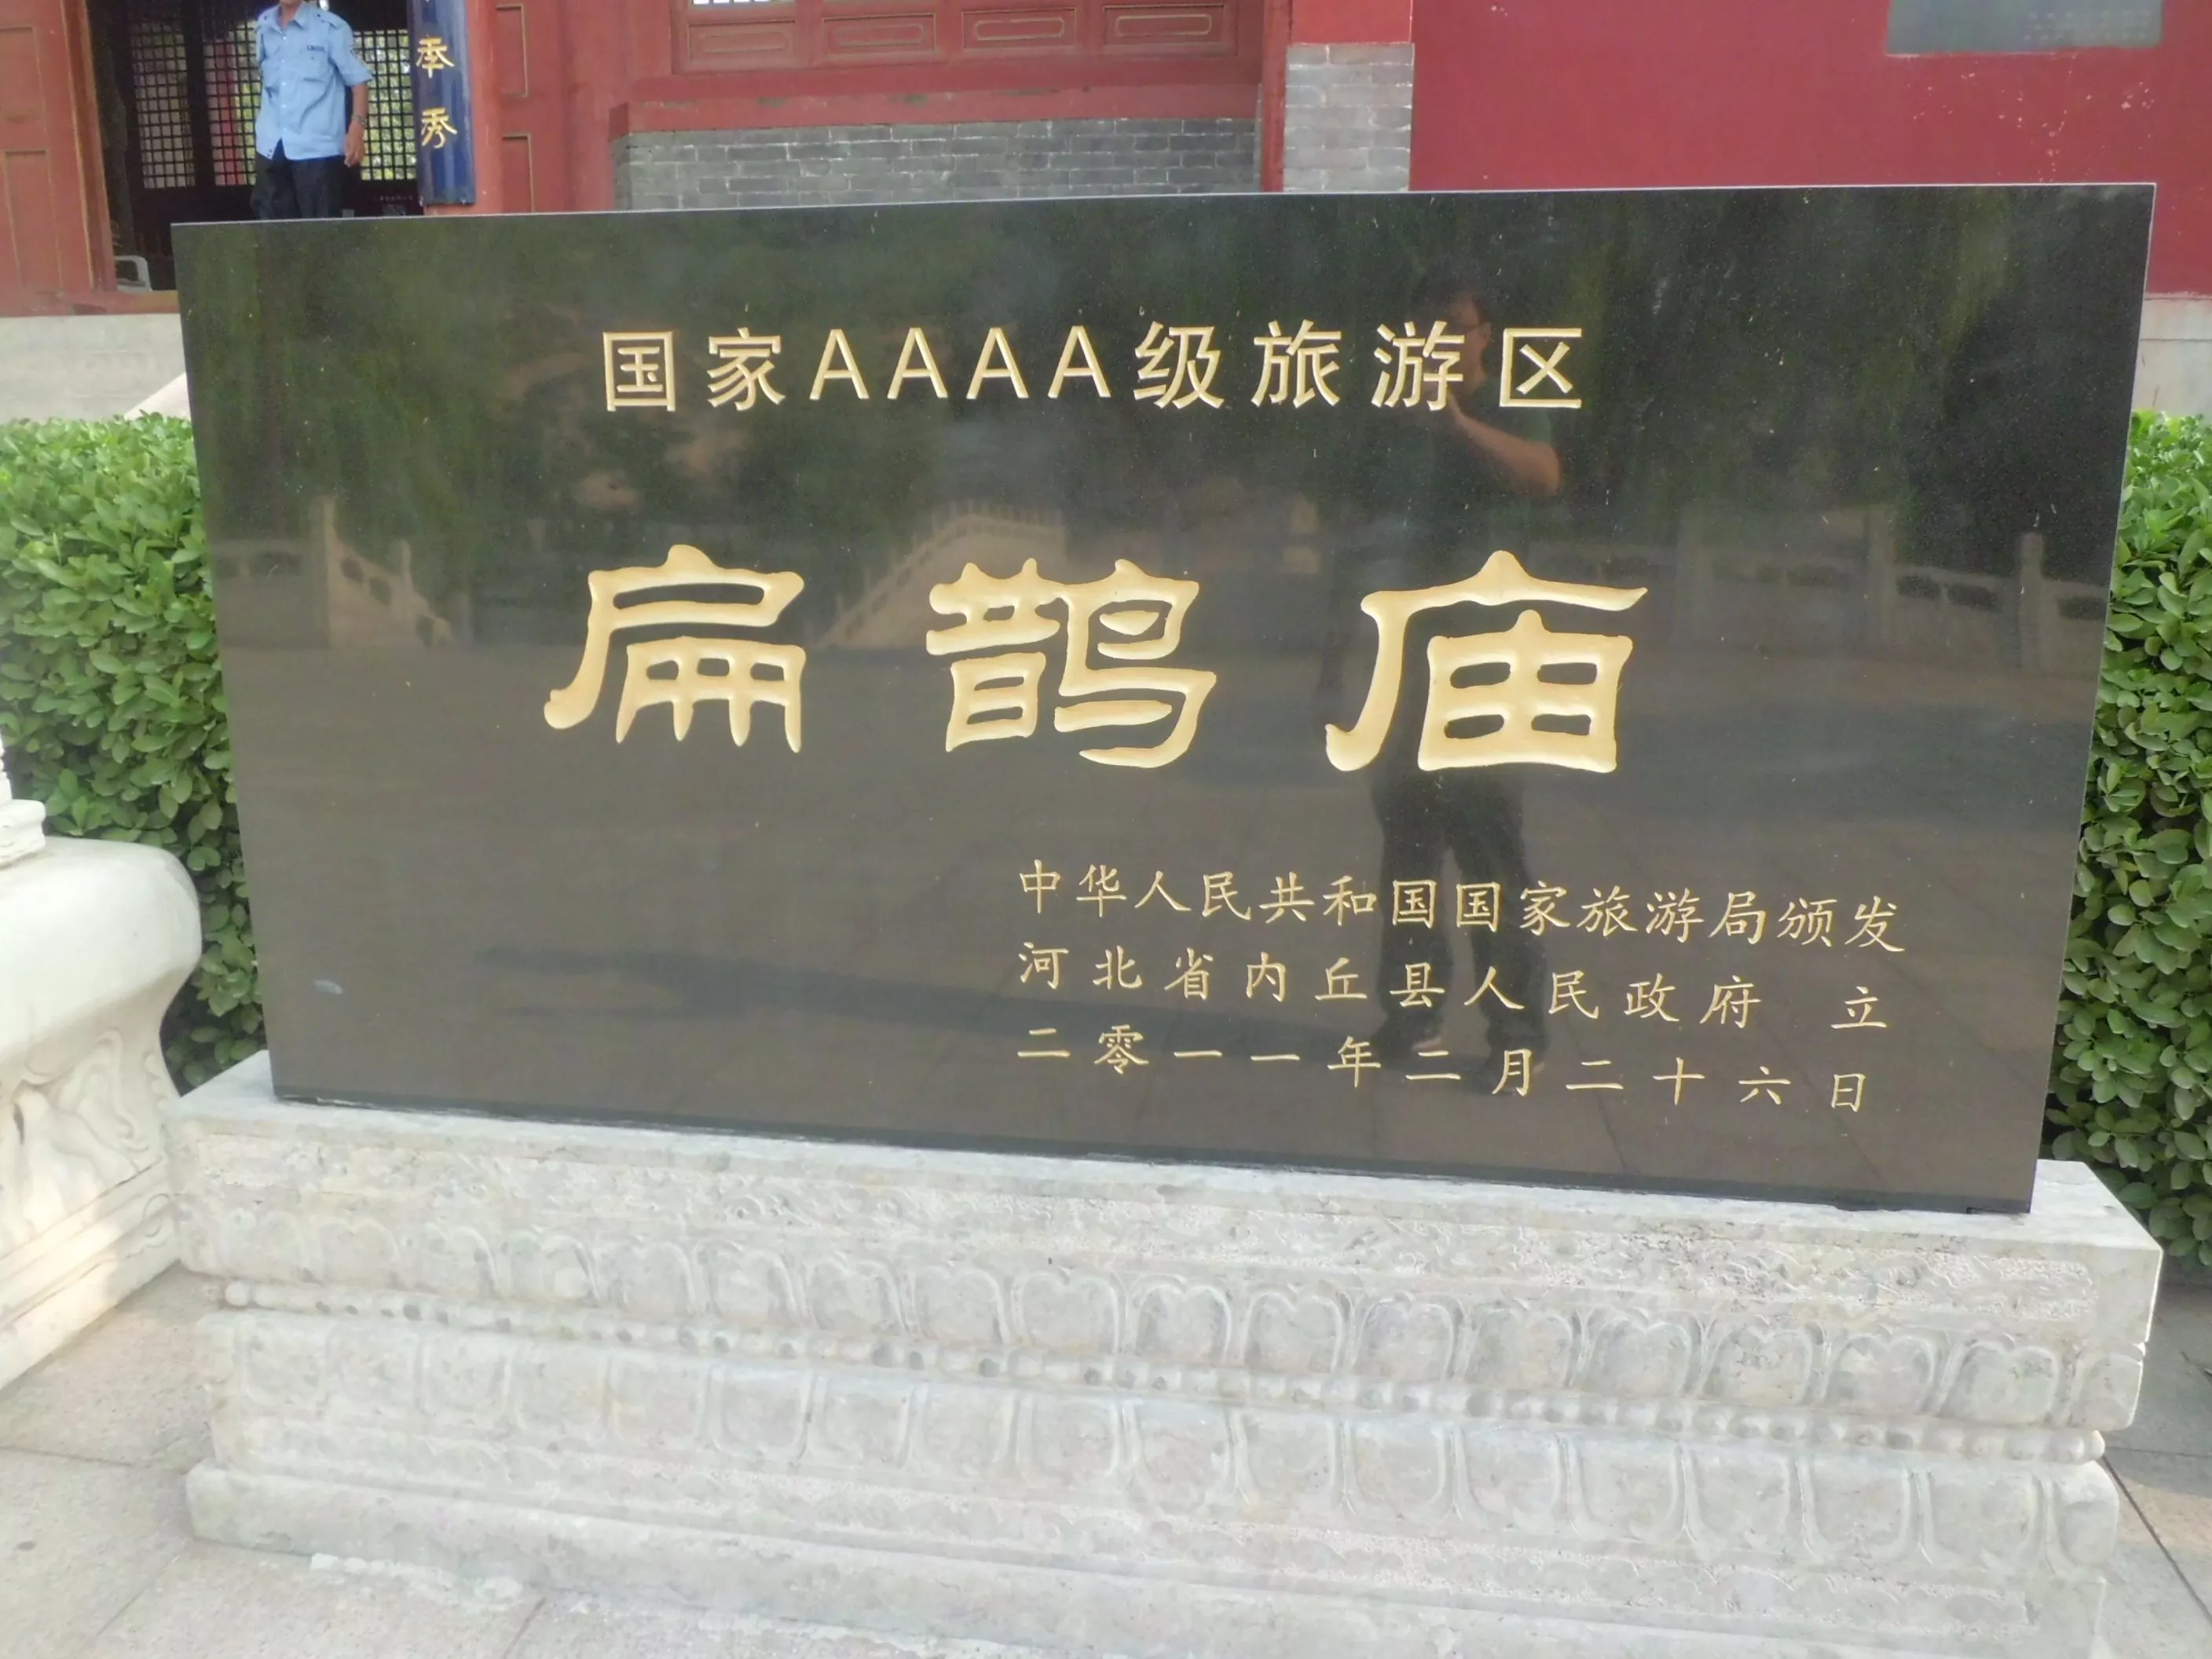 国家AAAA级旅游区
扁鹊庙
中华人民共和国国家旅游局颁发
河北省内丘县人民政府 立
二零一一年二月二十六日
秀